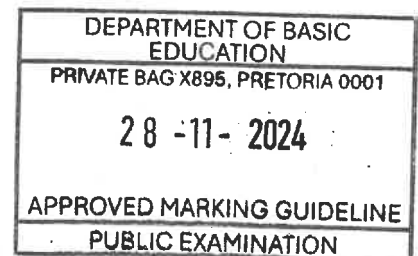 DEPARTMENT OF BASIC
EDUCATION
PRIVATE BAG X895, PRETORIA 0001
28 -11- 2024
APPROVED MARKING GUIDELINE
PUBLIC EXAMINATION